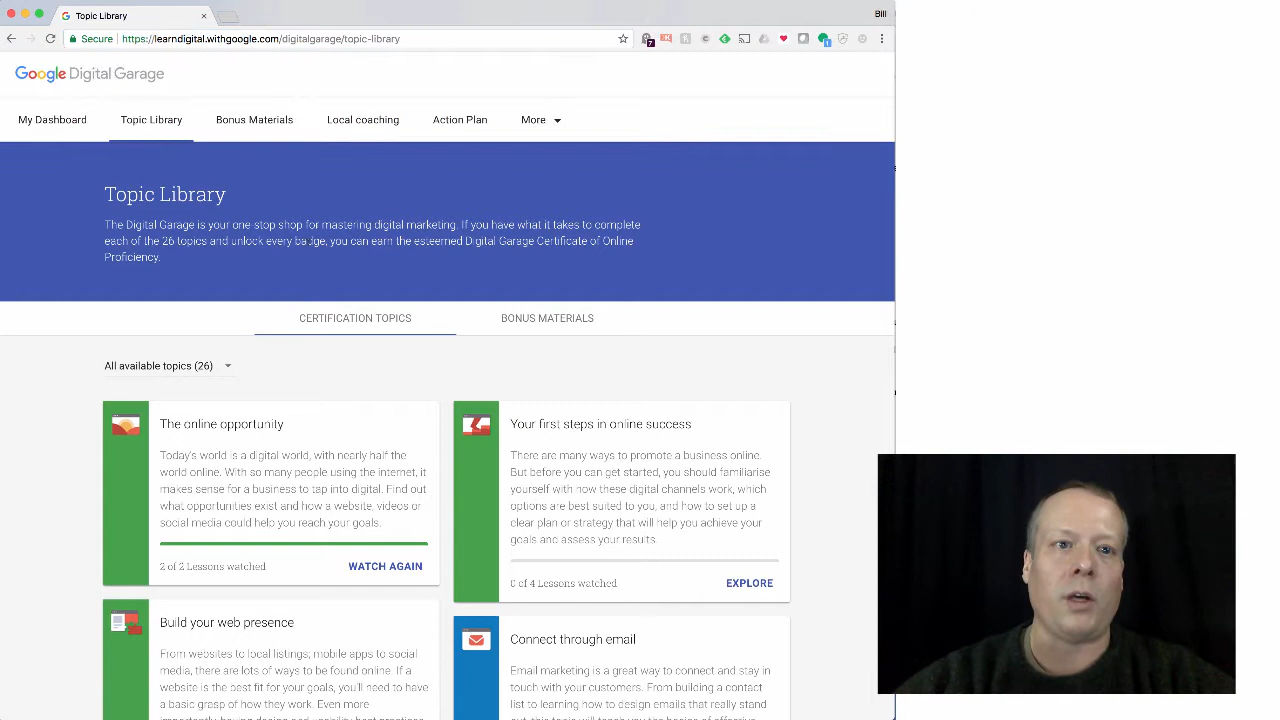 Topic Library
Bill
Secure
https://learndigital.withgoogle.com/digitalgarage/topic-library
7
1
Google Digital Garage
My Dashboard
Topic Library
Bonus Materials
Local coaching
Action Plan
More
Topic Library
The Digital Garage is your one-stop shop for mastering digital marketing. If you have what it takes to complete
each of the 26 topics and unlock every badge, you can earn the esteemed Digital Garage Certificate of Online
Proficiency.
CERTIFICATION TOPICS
BONUS MATERIALS
All available topics (26)
The online opportunity
Today's world is a digital world, with nearly half the
world online. With so many people using the internet, it
makes sense for a business to tap into digital. Find out
what opportunities exist and how a website, videos or
social media could help you reach your goals.
2 of 2 Lessons watched
WATCH AGAIN
Your first steps in online success
There are many ways to promote a business online.
But before you can get started, you should familiarise
yourself with how these digital channels work, which
options are best suited to you, and how to set up a
clear plan or strategy that will help you achieve your
goals and assess your results.
0 of 4 Lessons watched
EXPLORE
Build your web presence
From websites to local listings; mobile apps to social
media, there are lots of ways to be found online. If a
website is the best fit for your goals, you'll need to have
a basic grasp of how they work. Even more
Connect through email
Email marketing is a great way to connect and stay in
touch with your customers. From building a contact
list to learning how to design emails that really stand